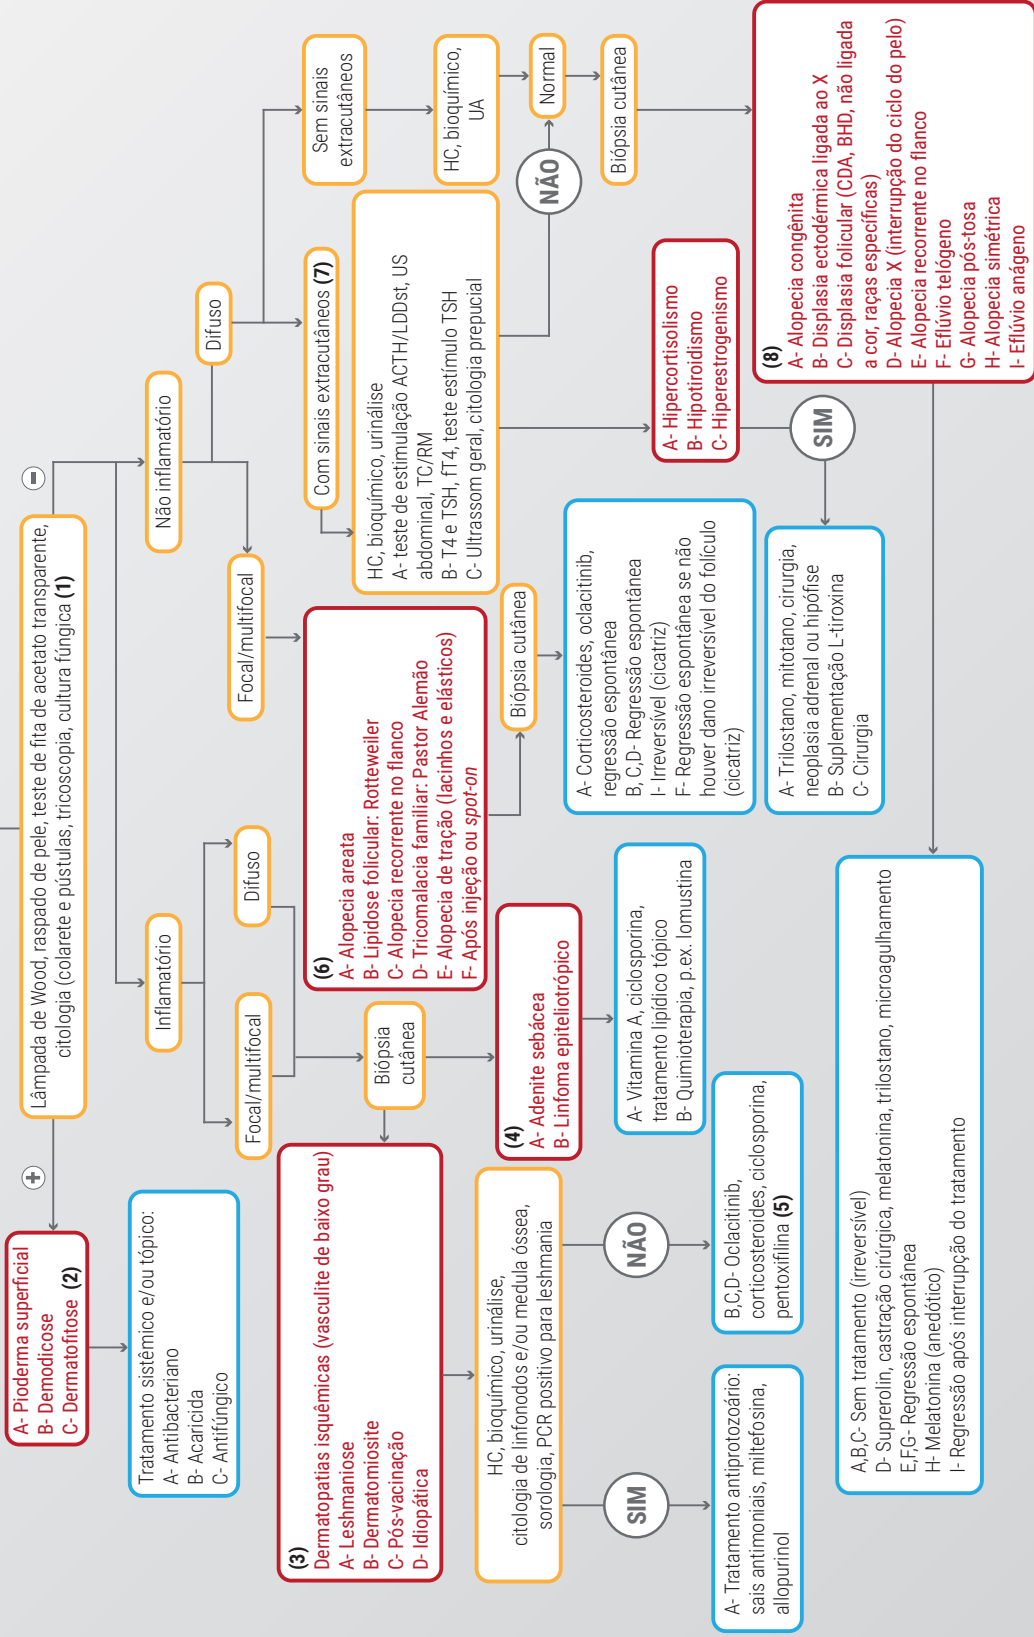 Lâmpada de Wood, raspado de pele, teste de fita de acetato transparente,
citologia (colarete e pústulas, tricoscopia, cultura fúngica (1)
+
-
A- Pioderma superficial
B- Demodicose
C- Dermatofitose (2)
Tratamento sistêmico e/ou tópico:
A- Antibacteriano
B- Acaricida
C- Antifúngico
Inflamatório
Focal/multifocal
Difuso
Biópsia
cutânea
(3)
Dermatopatias isquêmicas (vasculite de baixo grau)
A- Leshmaniose
B- Dermatomiosite
C- Pós-vacinação
D- Idiopática
HC, bioquímico, urinálise,
citologia de linfonodos e/ou medula óssea,
sorologia, PCR positivo para leshmania
SIM
NÃO
A- Tratamento antiprotozoário:
sais antimoniais, miltefosina,
allopurinol
B,C,D- Oclacitinib,
corticosteroides, ciclosporina,
pentoxifilina (5)
(4)
A- Adenite sebácea
B- Linfoma epiteliotrópico
A- Vitamina A, ciclosporina,
tratamento lipídico tópico
B- Quimioterapia, p.ex. lomustina
Não inflamatório
Focal/multifocal
Difuso
(6)
A- Alopecia areata
B- Lipidose folicular: Rotteweiler
C- Alopecia recorrente no flanco
D- Tricomalacia familiar: Pastor Alemão
E- Alopecia de tração (lacinhos e elásticos)
F- Após injeção ou spot-on
Biópsia cutânea
A- Corticosteroides, oclacitinib,
regressão espontânea
B, C,D- Regressão espontânea
I- Irreversível (cicatriz)
F- Regressão espontânea se não
houver dano irreversível do folículo
(cicatriz)
Com sinais extracutâneos (7)
Sem sinais
extracutâneos
HC, bioquímico, urinálise
A- teste de estimulação ACTH/LDDst, US
abdominal, TC/RM
B- T4 e TSH, fT4, teste estímulo TSH
C- Ultrassom geral, citologia prepucial
HC, bioquímico,
UA
NÃO
Normal
Biópsia cutânea
A- Hipercortisolismo
B- Hipotiroidismo
C- Hiperestrogenismo
SIM
A- Trilostano, mitotano, cirurgia,
neoplasia adrenal ou hipófise
B- Suplementação L-tiroxina
C- Cirurgia
(8)
A- Alopecia congênita
B- Displasia ectodérmica ligada ao X
C- Displasia folicular (CDA, BHD, não ligada
a cor, raças específicas)
D- Alopecia X (interrupção do ciclo do pelo)
E- Alopecia recorrente no flanco
F- Eflúvio telógeno
G- Alopecia pós-tosa
H- Alopecia simétrica
I- Eflúvio anágeno
A,B,C- Sem tratamento (irreversível)
D- Suprerolin, castração cirúrgica, melatonina, trilostano, microagulhamento
E,F,G- Regressão espontânea
H- Melatonina (anedótico)
I- Regressão após interrupção do tratamento